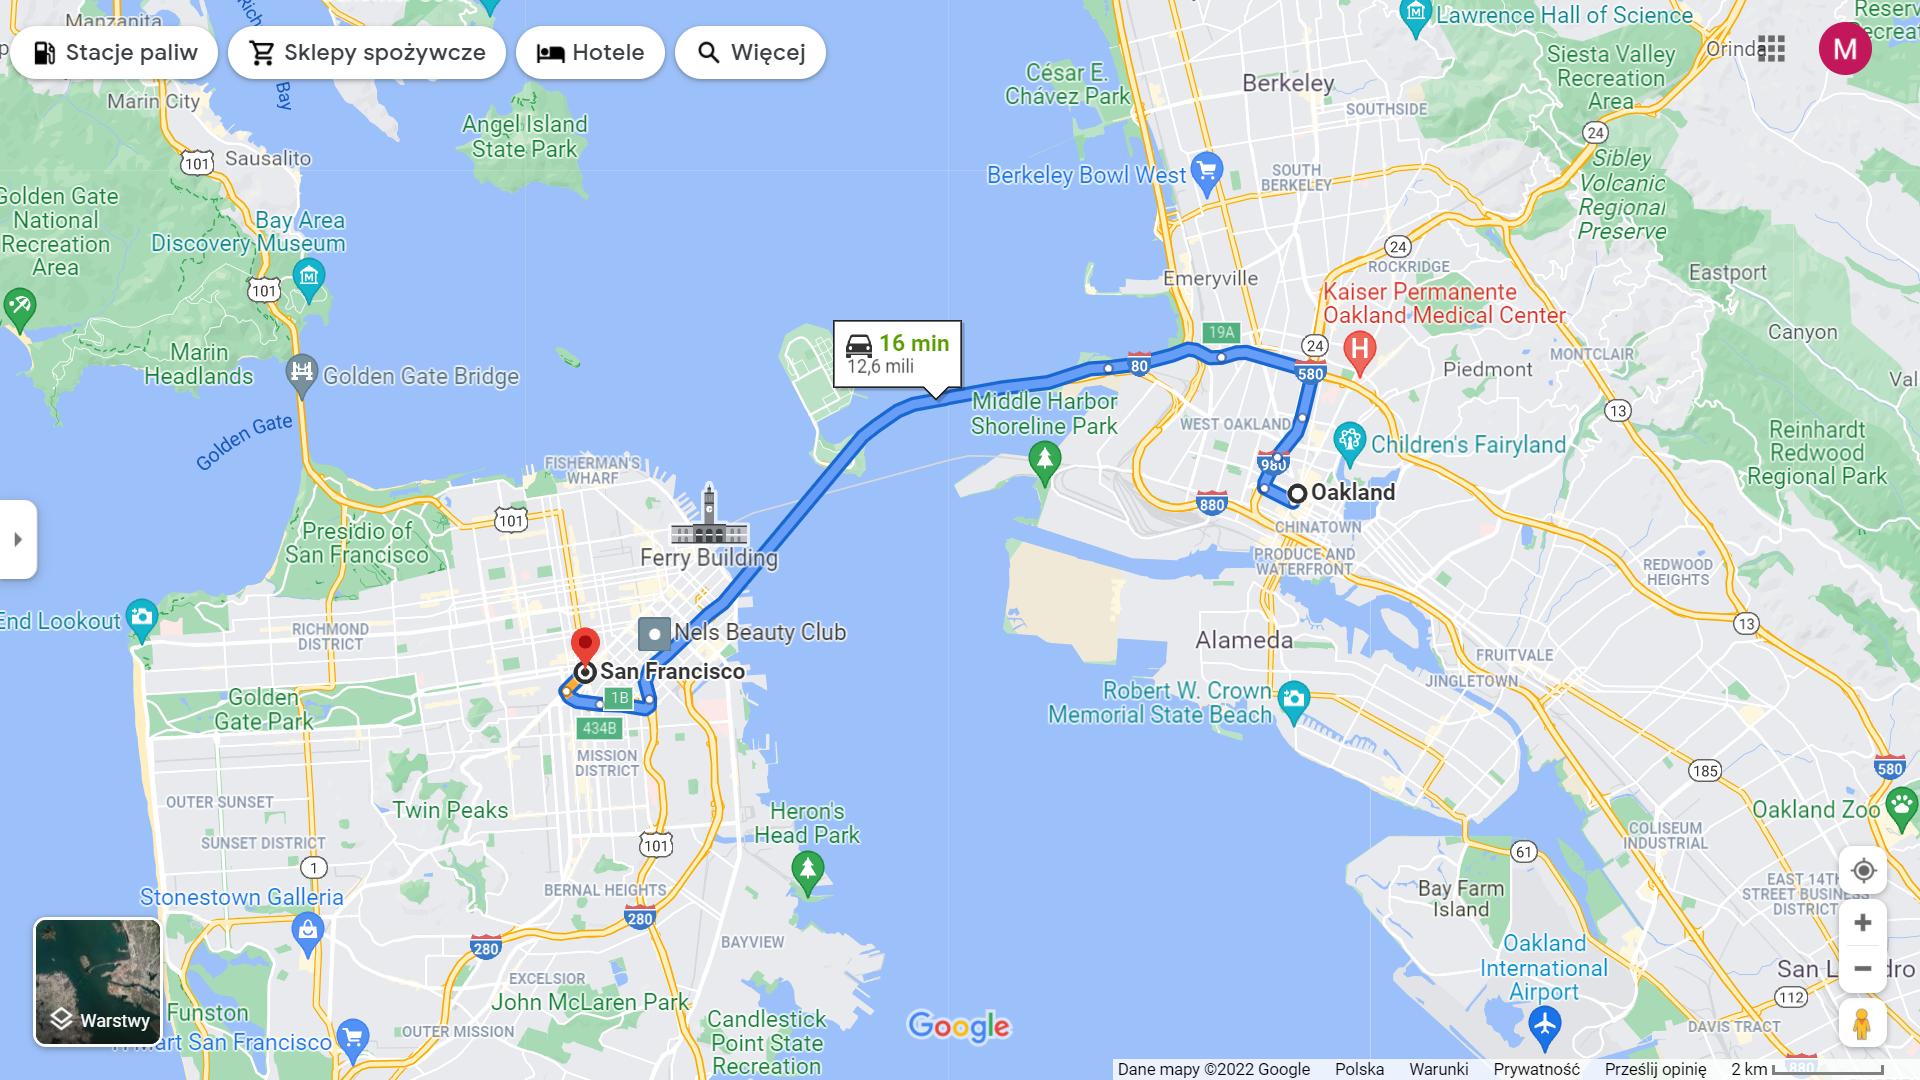 Manzanita
Rich
Bay
Lawrence Hall of Science
Stacje paliw
Sklepy spożywcze
Hotele
Więcej
Siesta Valley
Recreation
Area
Orinda
M
César E.
Chávez Park
Berkeley
SOUTHSIDE
Marin City
Angel Island
State Park
24
101
Sausalito
Sibley
Volcanic
Regional
Preserve
Berkeley Bowl West
SOUTH
BERKELEY
Golden Gate
National
Recreation
Area
Bay Area
Discovery Museum
24
ROCKRIDGE
Eastport
Emeryville
101
Kaiser Permanente
Oakland Medical Center
H
16 min
12,6 mili
19A
Canyon
24
MONTCLAIR
Marin
Headlands
Golden Gate Bridge
80
580
Piedmont
Golden Gate
Middle Harbor
Shoreline Park
WEST OAKLAND
13
Children's Fairyland
Reinhardt
Redwood
Regional Park
FISHERMAN'S
WHARF
980
Oakland
880
101
Presidio of
San Francisco
CHINATOWN
PRODUCE AND
WATERFRONT
Ferry Building
REDWOOD
HEIGHTS
End Lookout
RICHMOND
DISTRICT
Nels Beauty Club
13
Alameda
FRUITVALE
JINGLETOWN
San Francisco
1B
434B
Golden
Gate Park
Robert W. Crown
Memorial State Beach
MISSION
DISTRICT
185
580
OUTER SUNSET
Twin Peaks
Heron's
Head Park
Oakland Zoo
SUNSET DISTRICT
101
COLISEUM
INDUSTRIAL
61
1
BERNAL HEIGHTS
Bay Farm
Island
EAST 14TH
STREET BUSINESS
DISTRICT
Stonestown Galleria
280
280
BAYVIEW
Oakland
International
Airport
EXCELSIOR
John McLaren Park
112
Warstwy
Funston
OUTER MISSION
Candlestick
Point State
Recreation
Google
DAVIS TRACT
Mart San Francisco
880
Dane mapy ©2022 Google
Polska
Warunki
Prywatność
Prześlij opinię
2 km